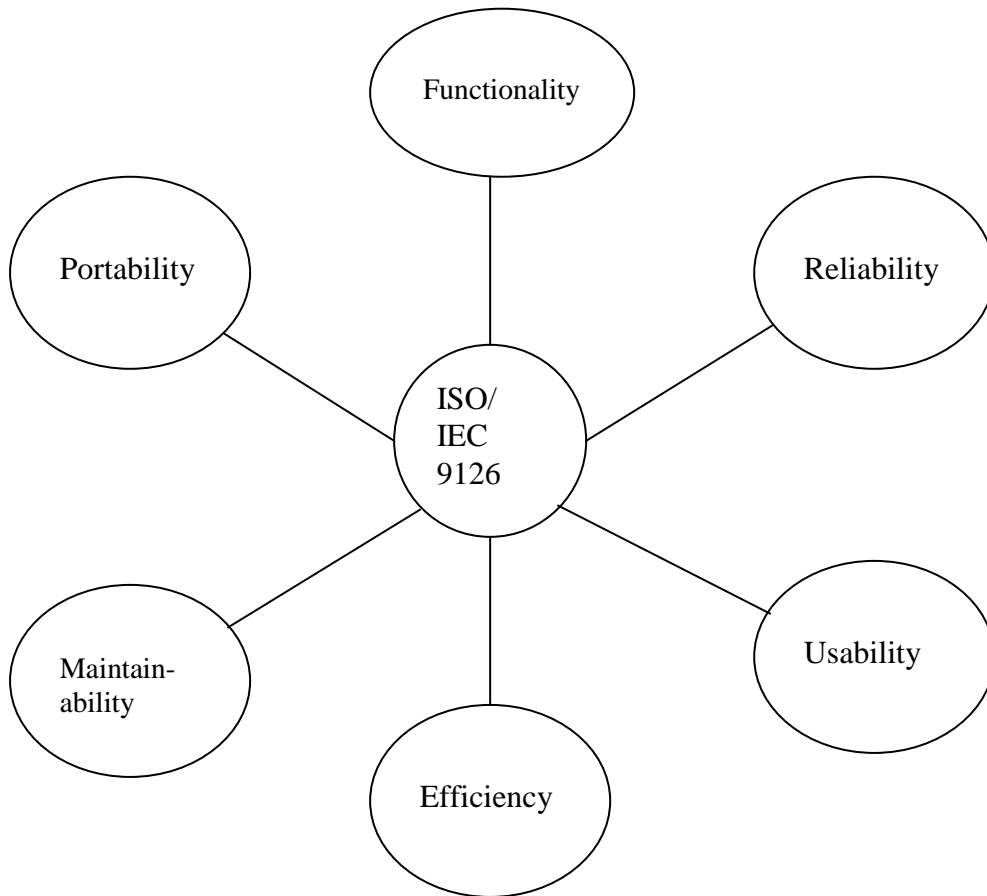 Functionality
Portability
Reliability
ISO/
IEC
9126
Maintain-
ability
Usability
Efficiency